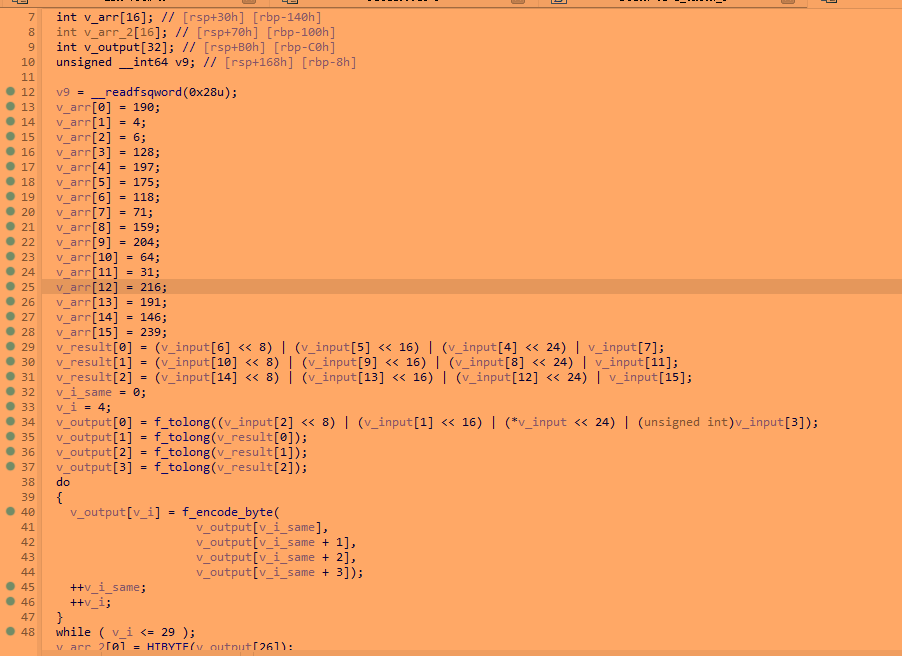 7 int v_arr[16]; // [rsp+30h] [rbp-140h]
8 int v_arr_2[16]; // [rsp+70h] [rbp-100h]
9 int v_output[32]; // [rsp+B0h] [rbp-C0h]
10 unsigned __int64 v9; // [rsp+168h] [rbp-8h]
11
12 v9 = __readfsqword(0x28u);
13 v_arr[0] = 190;
14 v_arr[1] = 4;
15 v_arr[2] = 6;
16 v_arr[3] = 128;
17 v_arr[4] = 197;
18 v_arr[5] = 175;
19 v_arr[6] = 118;
20 v_arr[7] = 71;
21 v_arr[8] = 159;
22 v_arr[9] = 204;
23 v_arr[10] = 64;
24 v_arr[11] = 31;
25 v_arr[12] = 216;
26 v_arr[13] = 191;
27 v_arr[14] = 146;
28 v_arr[15] = 239;
29 v_result[0] = (v_input[6] << 8) | (v_input[5] << 16) | (v_input[4] << 24) | v_input[7];
30 v_result[1] = (v_input[10] << 8) | (v_input[9] << 16) | (v_input[8] << 24) | v_input[11];
31 v_result[2] = (v_input[14] << 8) | (v_input[13] << 16) | (v_input[12] << 24) | v_input[15];
32 v_i_same = 0;
33 v_i = 4;
34 v_output[0] = f_tolong((v_input[2] << 8) | (v_input[1] << 16) | (*v_input << 24) | (unsigned int)v_input[3]);
35 v_output[1] = f_tolong(v_result[0]);
36 v_output[2] = f_tolong(v_result[1]);
37 v_output[3] = f_tolong(v_result[2]);
38 do
39 {
40 v_output[v_i] = f_encode_byte(
41 v_output[v_i_same],
42 v_output[v_i_same + 1],
43 v_output[v_i_same + 2],
44 v_output[v_i_same + 3]);
45 ++v_i_same;
46 ++v_i;
47 }
48 while ( v_i <= 29 );
v_arr_2[0] = HIBYTE(v_output[26]);